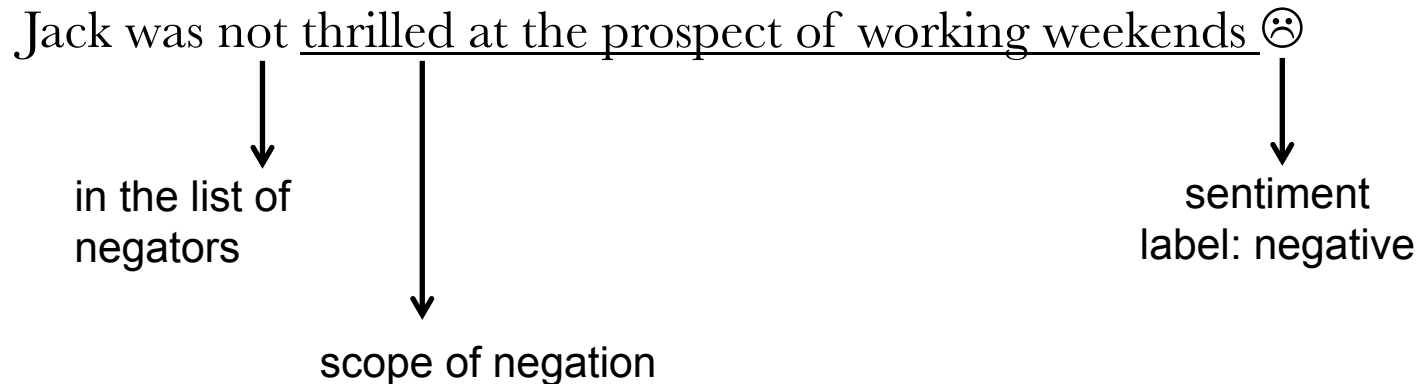 Jack was not thrilled at the prospect of working weekends ☹
in the list of
negators
sentiment
label: negative
scope of negation